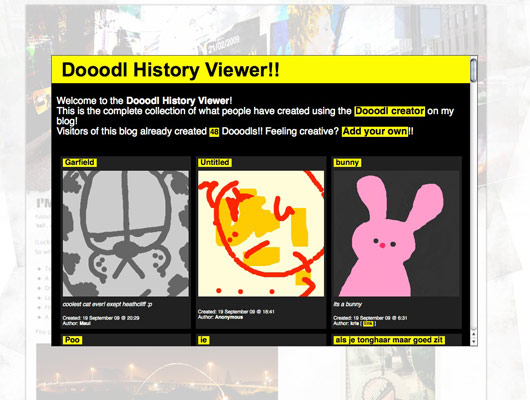 21/02/2009
Dooodl History Viewer!!
Welcome to the Dooodl History Viewer!
This is the complete collection of what people have created using the Dooodl creator on my
blog!
Visitors of this blog already created 48 Dooodls!! Feeling creative? Add your own!!
Garfield
Untitled
bunny
coolest cat ever! exept heathcliff :p
Created: 19 September 09 @ 20:29
Author: Maul
Created: 19 September 09 @ 18:41
Author: Anonymous
its a bunny
Created: 19 September 09 @ 6:31
Author: kris [ link ]
Poo
ie
als je tonghaar maar goed zit
I'M